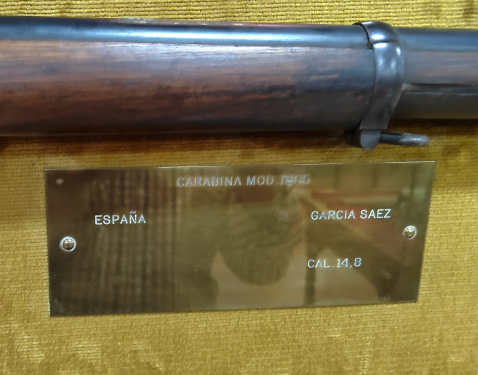 CARABINA MOD.
ESPAÑA
GARCIA SAEZ
CAL. 14,8